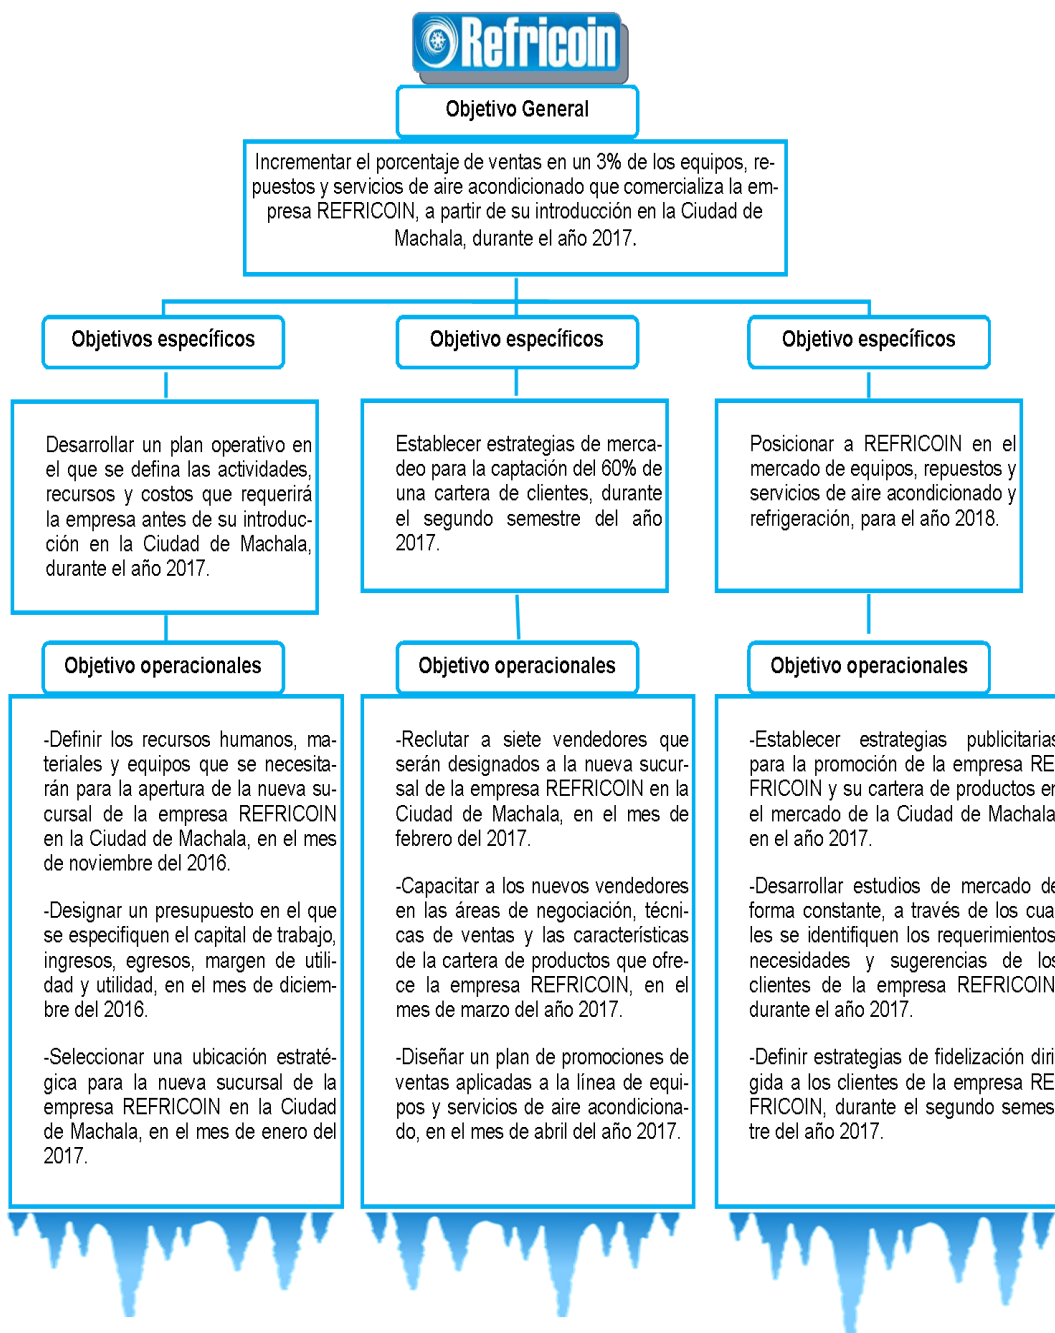 Refricoin
Objetivo General
Incrementar el porcentaje de ventas en un 3% de los equipos, re-
puestos y servicios de aire acondicionado que comercializa la em-
presa REFRICOIN, a partir de su introducción en la Ciudad de
Machala, durante el año 2017.
Objetivos específicos
Desarrollar un plan operativo en
el que se defina las actividades,
recursos y costos que requerirá
la empresa antes de su introduc-
ción en la Ciudad de Machala,
durante el año 2017.
Objetivo operacionales
-Definir los recursos humanos, ma-
teriales y equipos que se necesita-
rán para la apertura de la nueva su-
cursal de la empresa REFRICOIN
en la Ciudad de Machala, en el mes
de noviembre del 2016.
-Designar un presupuesto en el que
se especifiquen el capital de trabajo,
ingresos, egresos, margen de utili-
dad y utilidad, en el mes de diciem-
bre del 2016.
-Seleccionar una ubicación estraté-
gica para la nueva sucursal de la
empresa REFRICOIN en la Ciudad
de Machala, en el mes de enero del
2017.
Objetivo específicos
Establecer estrategias de merca-
deo para la captación del 60% de
una cartera de clientes, durante
el segundo semestre del año
2017.
Objetivo operacionales
-Reclutar a siete vendedores que
serán designados a la nueva sucur-
sal de la empresa REFRICOIN en la
Ciudad de Machala, en el mes de
febrero del 2017.
-Capacitar a los nuevos vendedores
en las áreas de negociación, técni-
cas de ventas y las características
de la cartera de productos que ofre-
ce la empresa REFRICOIN, en el
mes de marzo del año 2017.
-Diseñar un plan de promociones de
ventas aplicadas a la línea de equi-
pos y servicios de aire acondiciona-
do, en el mes de abril del año 2017.
Objetivo específicos
Posicionar a REFRICOIN en el
mercado de equipos, repuestos y
servicios de aire acondicionado y
refrigeración, para el año 2018.
Objetivo operacionales
-Establecer estrategias publicitarias
para la promoción de la empresa RE
FRICOIN y su cartera de productos en
el mercado de la Ciudad de Machala
en el año 2017.
-Desarrollar estudios de mercado de
forma constante, a través de los cua
les se identifiquen los requerimientos
necesidades y sugerencias de los
clientes de la empresa REFRICOIN
durante el año 2017.
-Definir estrategias de fidelización diri
gida a los clientes de la empresa RE
FRICOIN, durante el segundo semes
tre del año 2017.